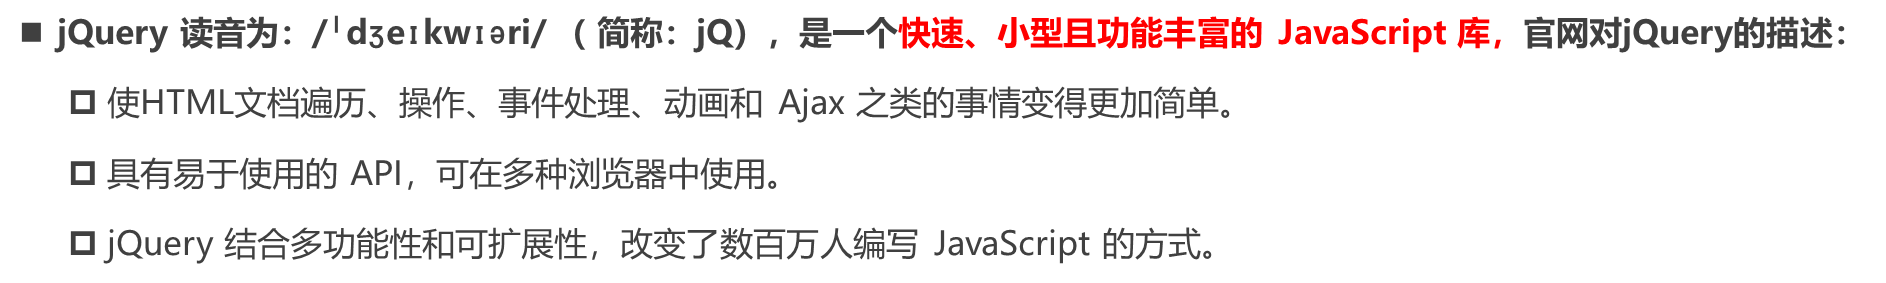 ■ jQuery 读音为：/ˈdʒeɪkwɪəri/ （ 简称：jQ），是一个快速、小型且功能丰富的 JavaScript 库，官网对jQuery的描述：
使HTML文档遍历、操作、事件处理、动画和 Ajax 之类的事情变得更加简单。
具有易于使用的 API，可在多种浏览器中使用。
jQuery 结合多功能性和可扩展性，改变了数百万人编写 JavaScript 的方式。